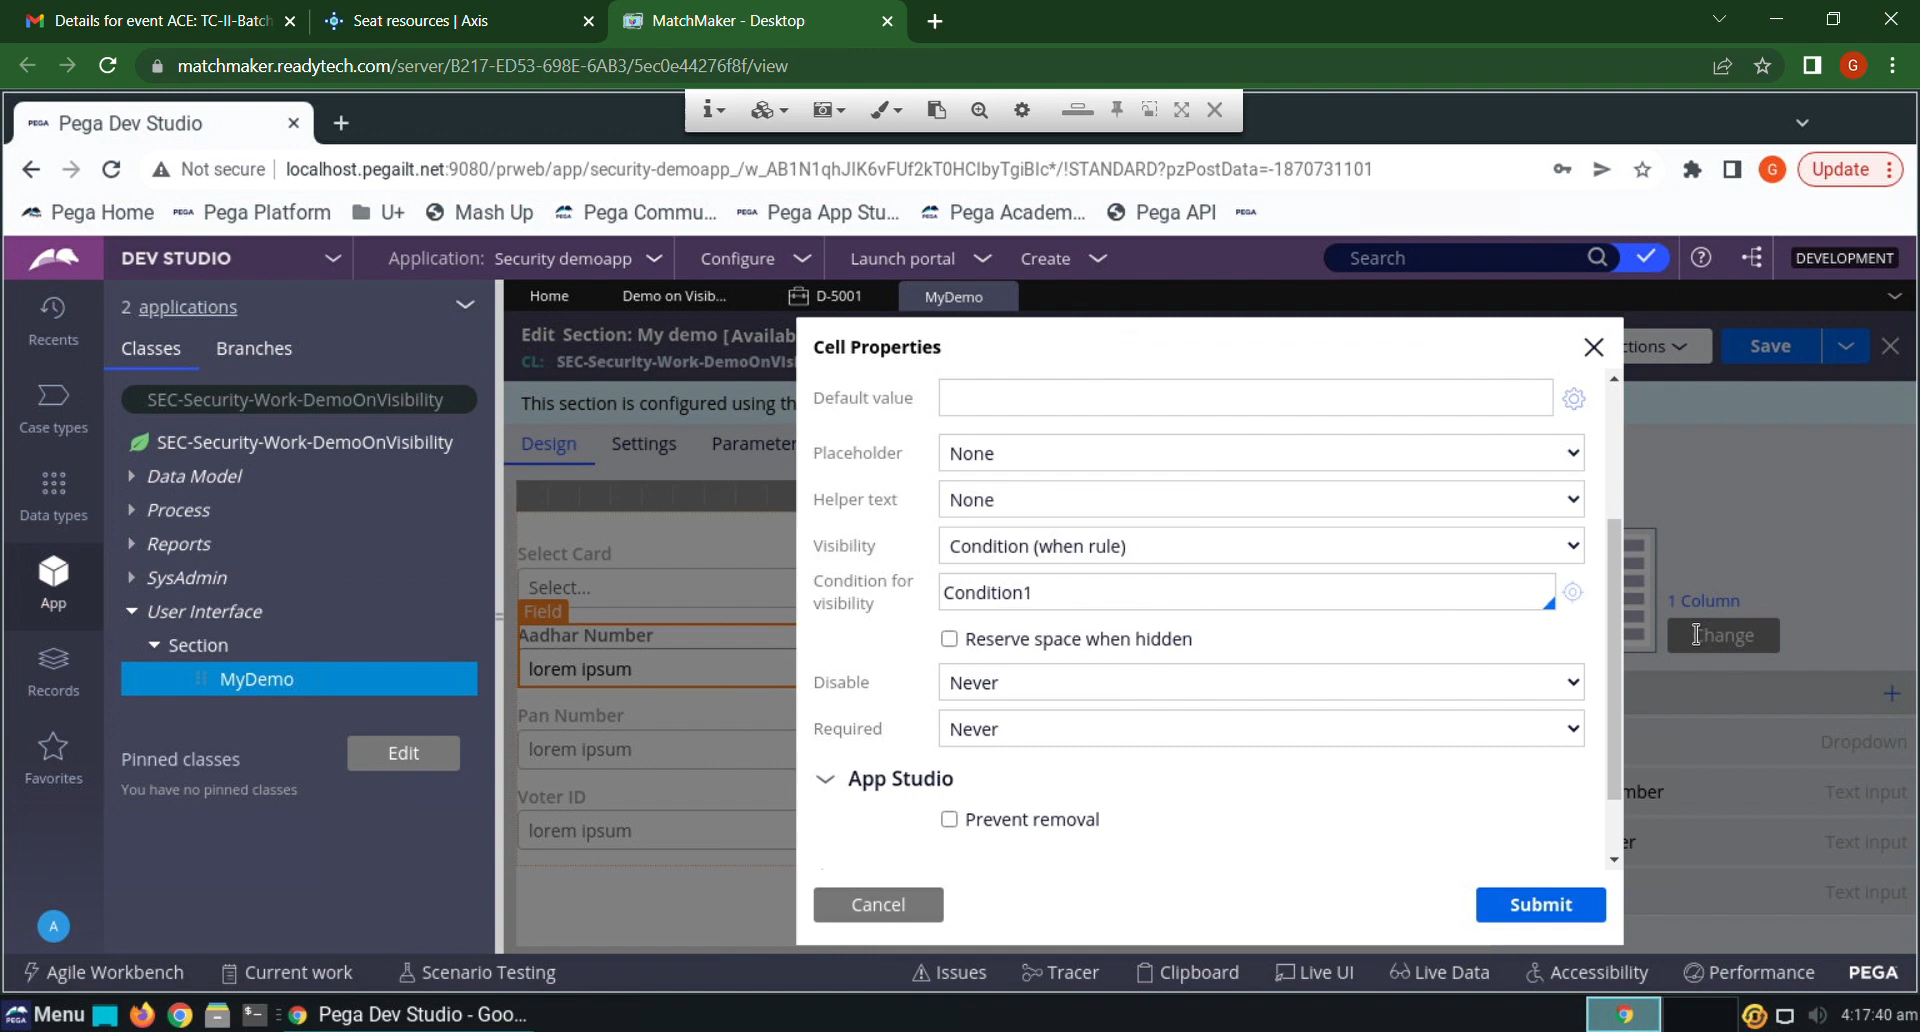 Details for event ACE: TC-II-Batch
Seat resources | Axis
MatchMaker - Desktop
matchmaker.readytech.com/server/B217-ED53-698E-6AB3/5ec0e44276f8f/view
G
PEGA Pega Dev Studio
Not secure
localhost.pegailt.net:9080/prweb/app/security-demoapp_/w_AB1N1qhJIK6vFUf2kT0HCIbyTgiBIc*/!STANDARD?pzPostData=-1870731101
G
Update
Pega Home
PEGA Pega Platform
U+
Mash Up
Pega Commu...
PEGA Pega App Stu...
Pega Academ...
Pega API
PEGA
DEV STUDIO
Application: Security demoapp
Configure
Launch portal
Create
Search
DEVELOPMENT
Recents
Case types
Data types
App
Records
Favorites
A
2 applications
Classes
Branches
SEC-Security-Work-DemoOnVisibility
SEC-Security-Work-DemoOnVisibility
Data Model
Process
Reports
SysAdmin
User Interface
Section
MyDemo
Pinned classes
Edit
You have no pinned classes
Home
Demo on Visib...
D-5001
MyDemo
Edit Section: My demo [Availab
CL: SEC-Security-Work-DemoOnVisi
ctions
Save
This section is configured using th
Design
Settings
Parameter
Select Card
Select...
Field
Aadhar Number
lorem ipsum
Pan Number
lorem ipsum
Voter ID
lorem ipsum
Cell Properties
Default value
Placeholder
None
Helper text
None
Visibility
Condition (when rule)
Condition for visibility
Condition1
Reserve space when hidden
Disable
Never
Required
Never
App Studio
Prevent removal
Cancel
Submit
1 Column
hange
Dropdown
mber
Text input
er
Text input
Text input
Agile Workbench
Current work
Scenario Testing
Issues
Tracer
Clipboard
Live UI
Live Data
Accessibility
Performance
PEGA
PEGA Menu
Pega Dev Studio - Goo...
4:17:40 am